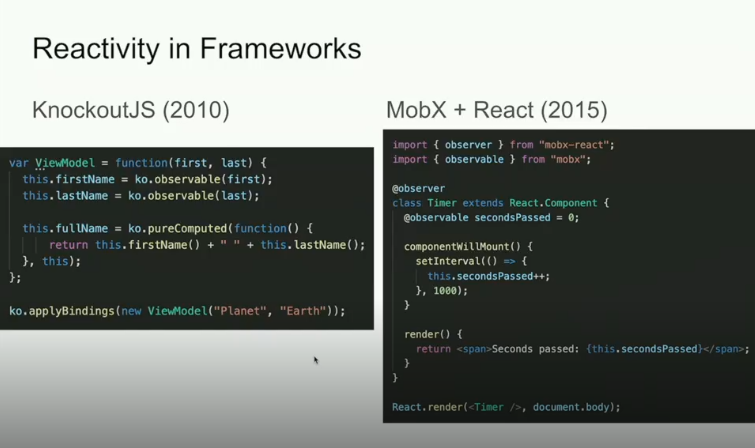 Reactivity in Frameworks
KnockoutJS (2010)
var ViewModel = function(first, last) {
this.firstName = ko.observable(first);
this.lastName = ko.observable(last);
this.fullName = ko.pureComputed(function() {
return this.firstName() + " " + this.lastName();
}, this);
};
ko.applyBindings(new ViewModel("Planet", "Earth"));
MobX + React (2015)
import { observer } from "mobx-react";
import { observable } from "mobx";
@observer
class Timer extends React.Component {
@observable secondsPassed = 0;
componentWillMount() {
setInterval(() => {
this.secondsPassed++;
}, 1000);
}
render() {
return <span>Seconds passed: {this.secondsPassed}</span>;
}
}
React.render(<Timer />, document.body);